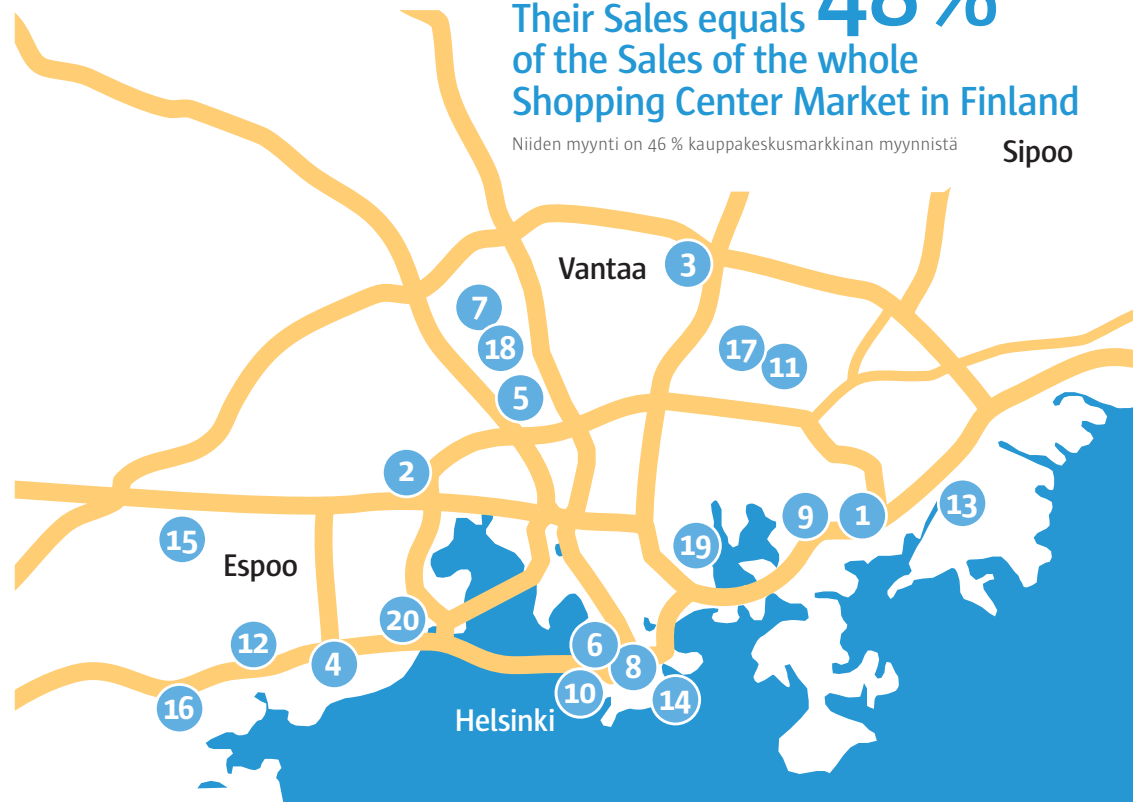 Their Sales equals 48 %
of the Sales of the whole
Shopping Center Market in Finland
Niiden myynti on 46 % kauppakeskusmarkkinan myynnistä
Sipoo
Vantaa
3
7
18
17
11
5
2
15
9
1
13
19
Espoo
20
12
4
6
8
16
10
14
Helsinki